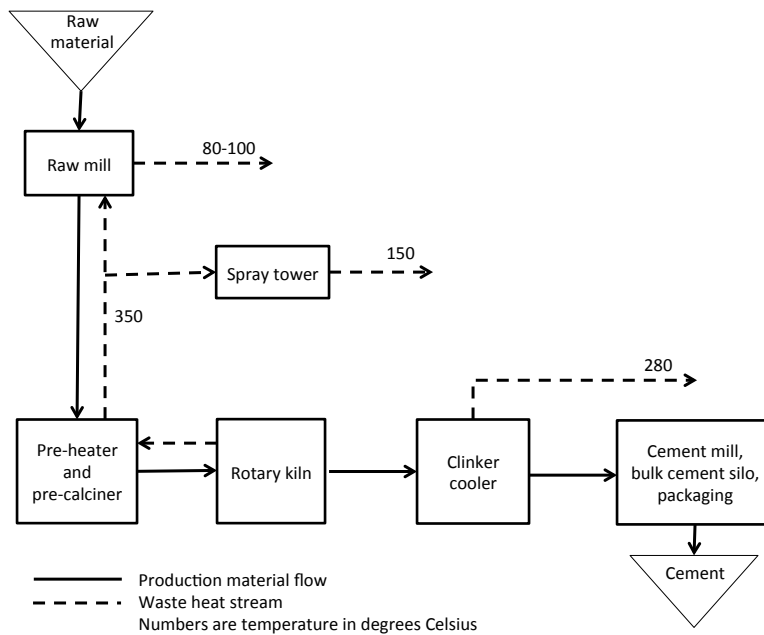 Raw
material
Raw mill
80-100
Spray tower
150
350
280
Pre-heater
and
pre-calciner
Rotary kiln
Clinker
cooler
Cement mill,
bulk cement silo,
packaging
Cement
Production material flow
Waste heat stream
Numbers are temperature in degrees Celsius